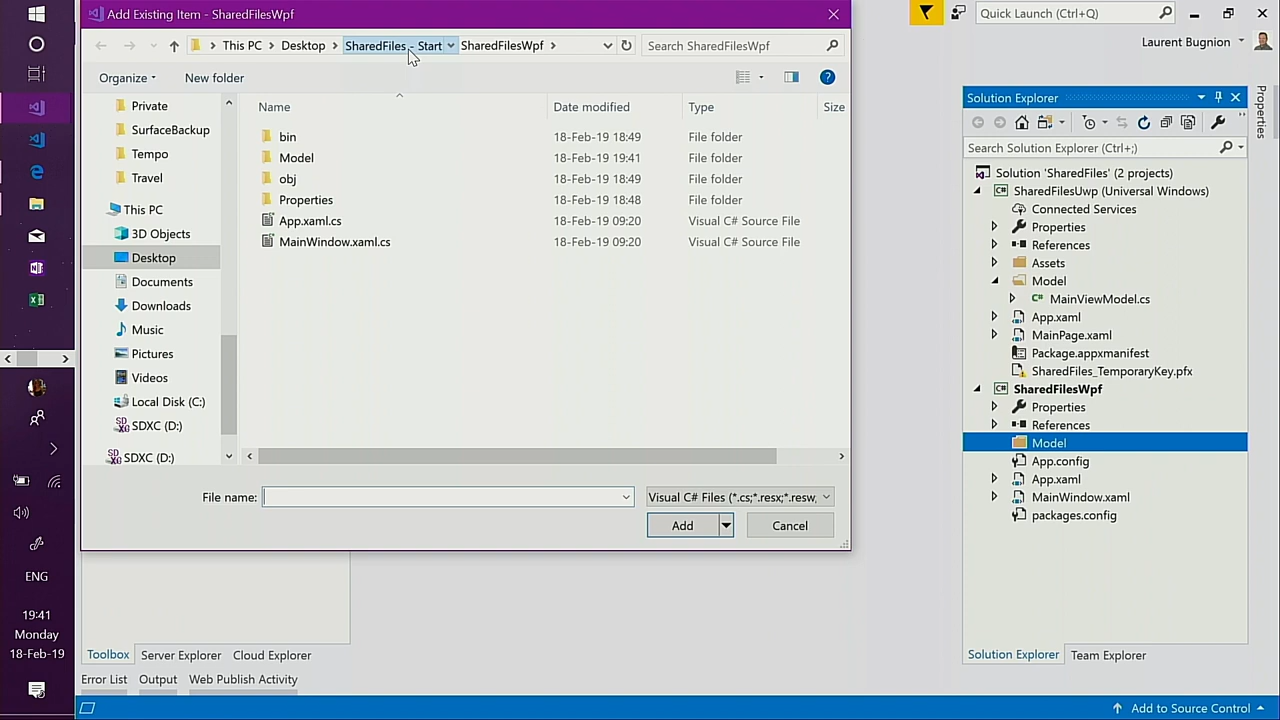 Add Existing Item - SharedFilesWpf
Quick Launch (Ctrl+Q)
Laurent Bugnion
This PC
Desktop
SharedFiles - Start
SharedFilesWpf
Search SharedFilesWpf
Organize
New folder
Name
Date modified
Type
Size
Private
SurfaceBackup
Tempo
Travel
This PC
3D Objects
Desktop
Documents
Downloads
Music
Pictures
Videos
Local Disk (C:)
SDXC (D:)
SDXC (D:)
bin 18-Feb-19 18:49 File folder
Model 18-Feb-19 19:41 File folder
obj 18-Feb-19 18:49 File folder
Properties 18-Feb-19 18:48 File folder
App.xaml.cs 18-Feb-19 09:20 Visual C# Source File
MainWindow.xaml.cs 18-Feb-19 09:20 Visual C# Source File
File name:
Visual C# Files (*.cs;*.resx;*.resw,
Add
Cancel
Solution Explorer
Search Solution Explorer (Ctrl+;)
Solution 'SharedFiles' (2 projects)
SharedFilesUwp (Universal Windows)
Connected Services
Properties
References
Assets
Model
MainViewModel.cs
App.xaml
MainPage.xaml
Package.appxmanifest
SharedFiles_TemporaryKey.pfx
SharedFilesWpf
Properties
References
Model
App.config
App.xaml
MainWindow.xaml
packages.config
Solution Explorer
Team Explorer
Properties
ENG
19:41
Monday
18-Feb-19
Toolbox
Server Explorer
Cloud Explorer
Error List
Output
Web Publish Activity
Add to Source Control